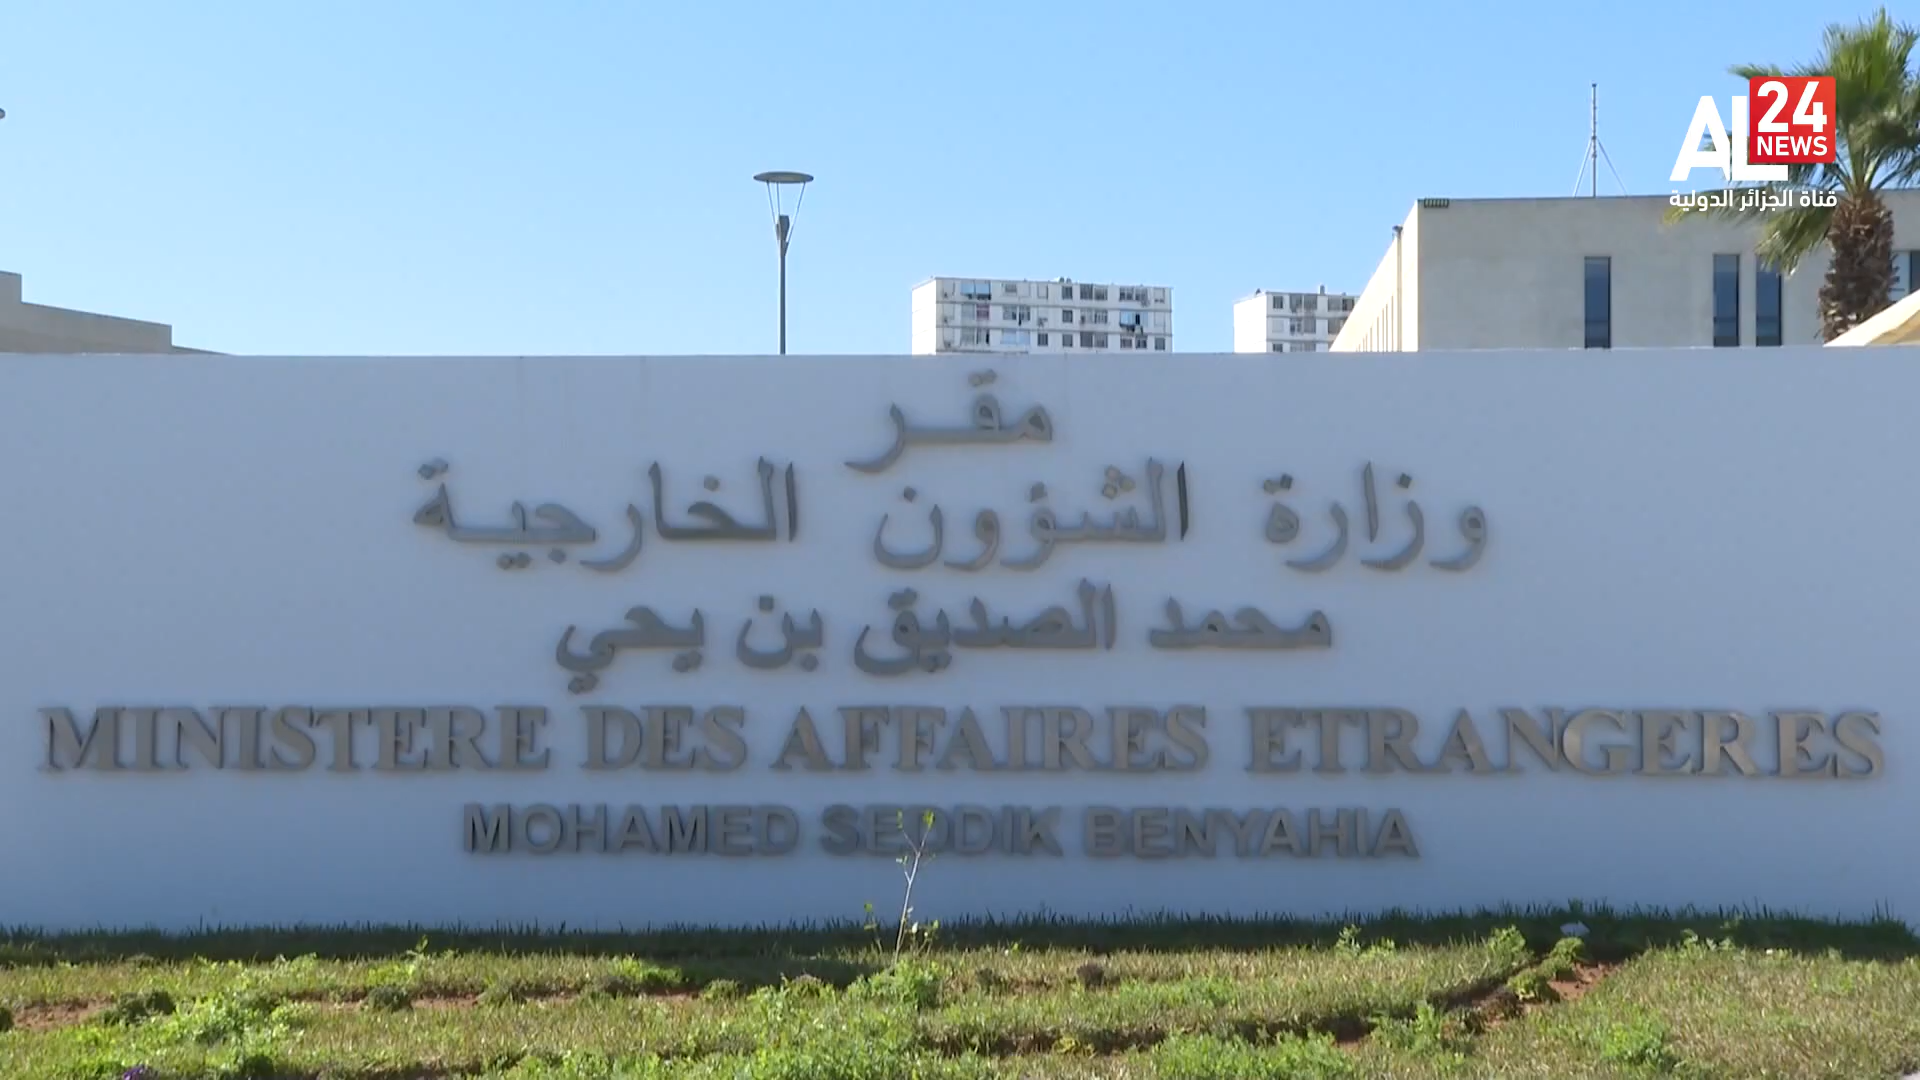 AL
24
NEWS
قناة الجزائر الدولية
مقر
وزارة الشؤون الخارجية
محمد الصديق بن يحي
MINISTERE DES AFFAIRES ETRANGERES
MOHAMED SEDDIK BENYAHIA